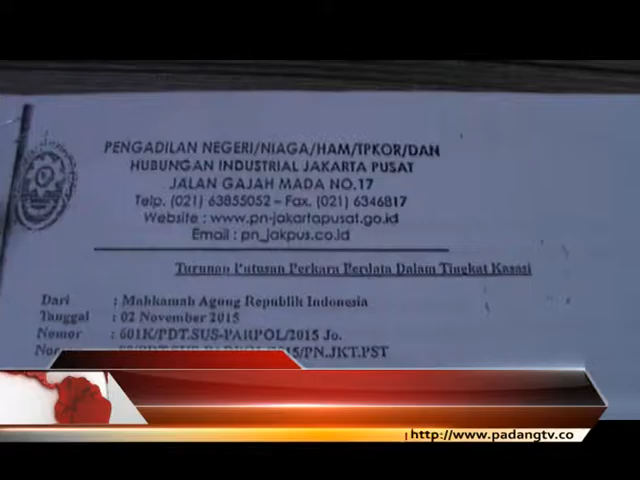 PENGADILAN NEGERI/NIAGA/HAM/TPKOR/DAN
HUBUNGAN INDUSTRIAL JAKARTA PUSAT
JALAN GAJAH MADA NO.17
Telp. (021) 63855052 – Fax. (021) 6346817
Website : www.pn-jakartapusat.go.id
Email : pn_jakpus.co.id
Turunan Putusan Perkara Perdata Dalam Tingkat Kasasi
Dari : Mahkamah Agung Republik Indonesia
Tanggal : 02 November 2015
Nomor : 601K/PDT.SUS-PARPOL/2015 Jo.
/PN.JKT.PST
http://www.padangtv.co